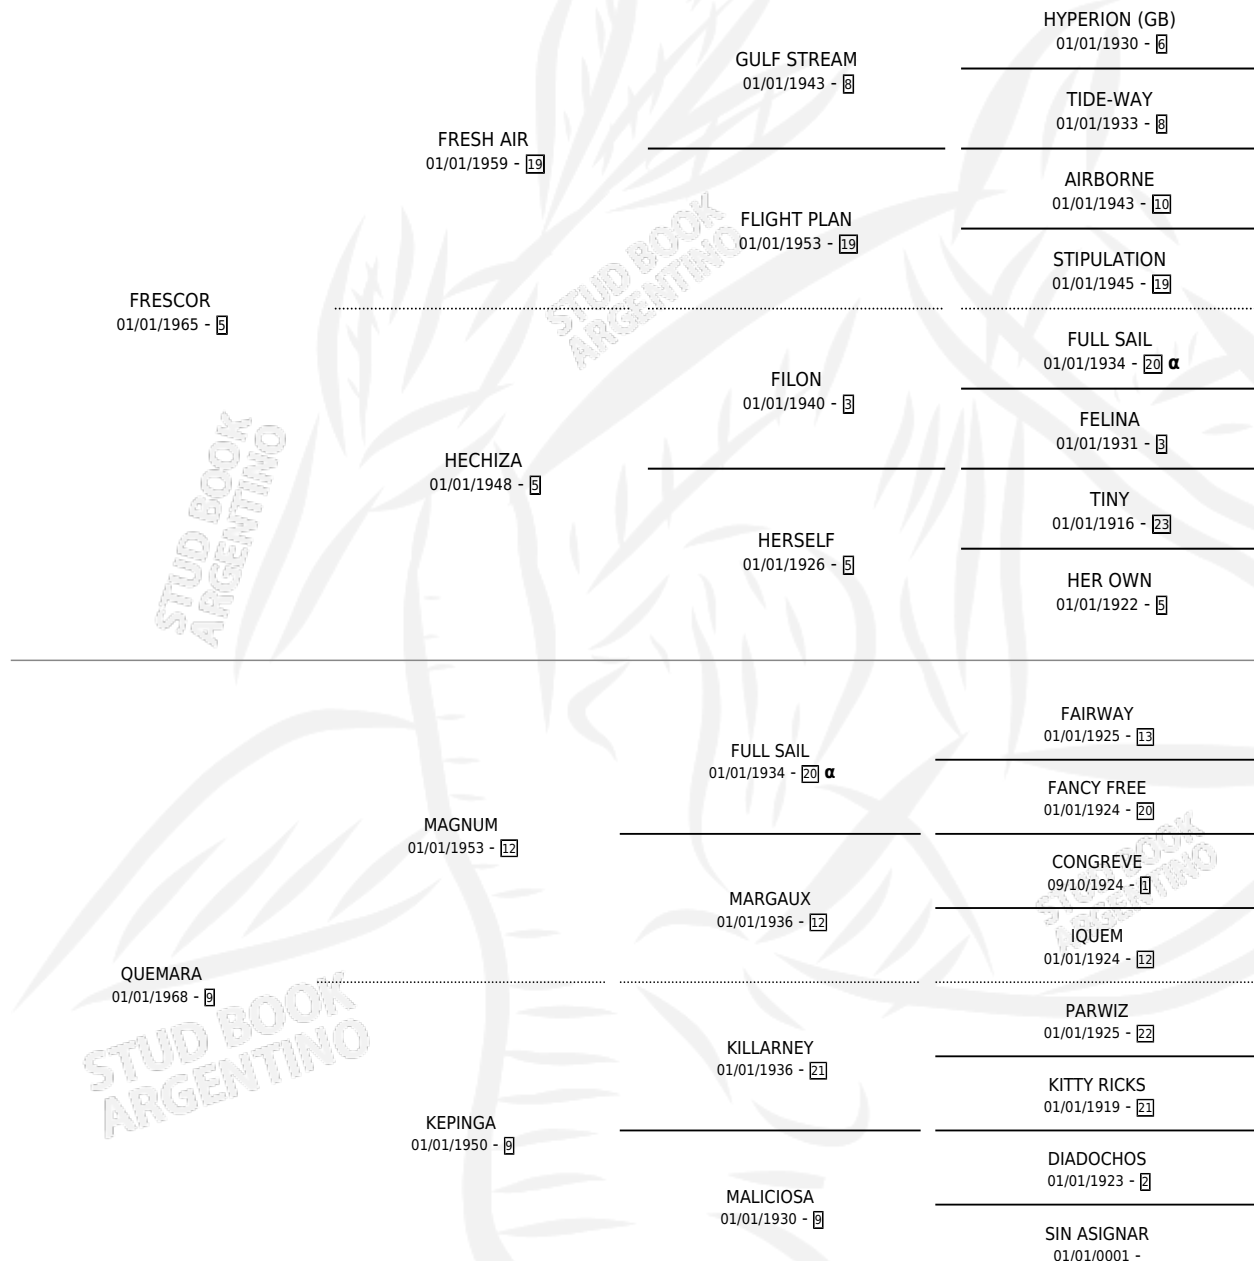 HYPERION (GB)
01/01/1930 - 6
GULF STREAM
01/01/1943 - 8
TIDE-WAY
01/01/1933 - 8
FRESH AIR
01/01/1959 - 19
AIRBORNE
01/01/1943 - 10
FLIGHT PLAN
01/01/1953 - 19
STIPULATION
01/01/1945 - 19
FRESCOR
01/01/1965 - 5
FULL SAIL
01/01/1934 - 20 α
FILON
01/01/1940 - 3
FELINA
01/01/1931 - 3
HECHIZA
01/01/1948 - 5
TINY
01/01/1916 - 23
HERSELF
01/01/1926 - 5
HER OWN
01/01/1922 - 5
FAIRWAY
01/01/1925 - 13
FULL SAIL
01/01/1934 - 20 α
FANCY FREE
01/01/1924 - 20
MAGNUM
01/01/1953 - 12
CONGREVE
09/10/1924 - 1
MARGAUX
01/01/1936 - 12
IQUEM
01/01/1924 - 12
QUEMARA
01/01/1968 - 9
PARWIZ
01/01/1925 - 22
KILLARNEY
01/01/1936 - 21
KITTY RICKS
01/01/1919 - 21
KEPINGA
01/01/1950 - 9
DIADOCHOS
01/01/1923 - 2
MALICIOSA
01/01/1930 - 9
SIN ASIGNAR
01/01/0001 -
STUD BOOK
ARGENTINO
STUD BOOK
ARGENTINO
STUD BOOK
ARGENTINO
STUD BOOK
ARGENTINO